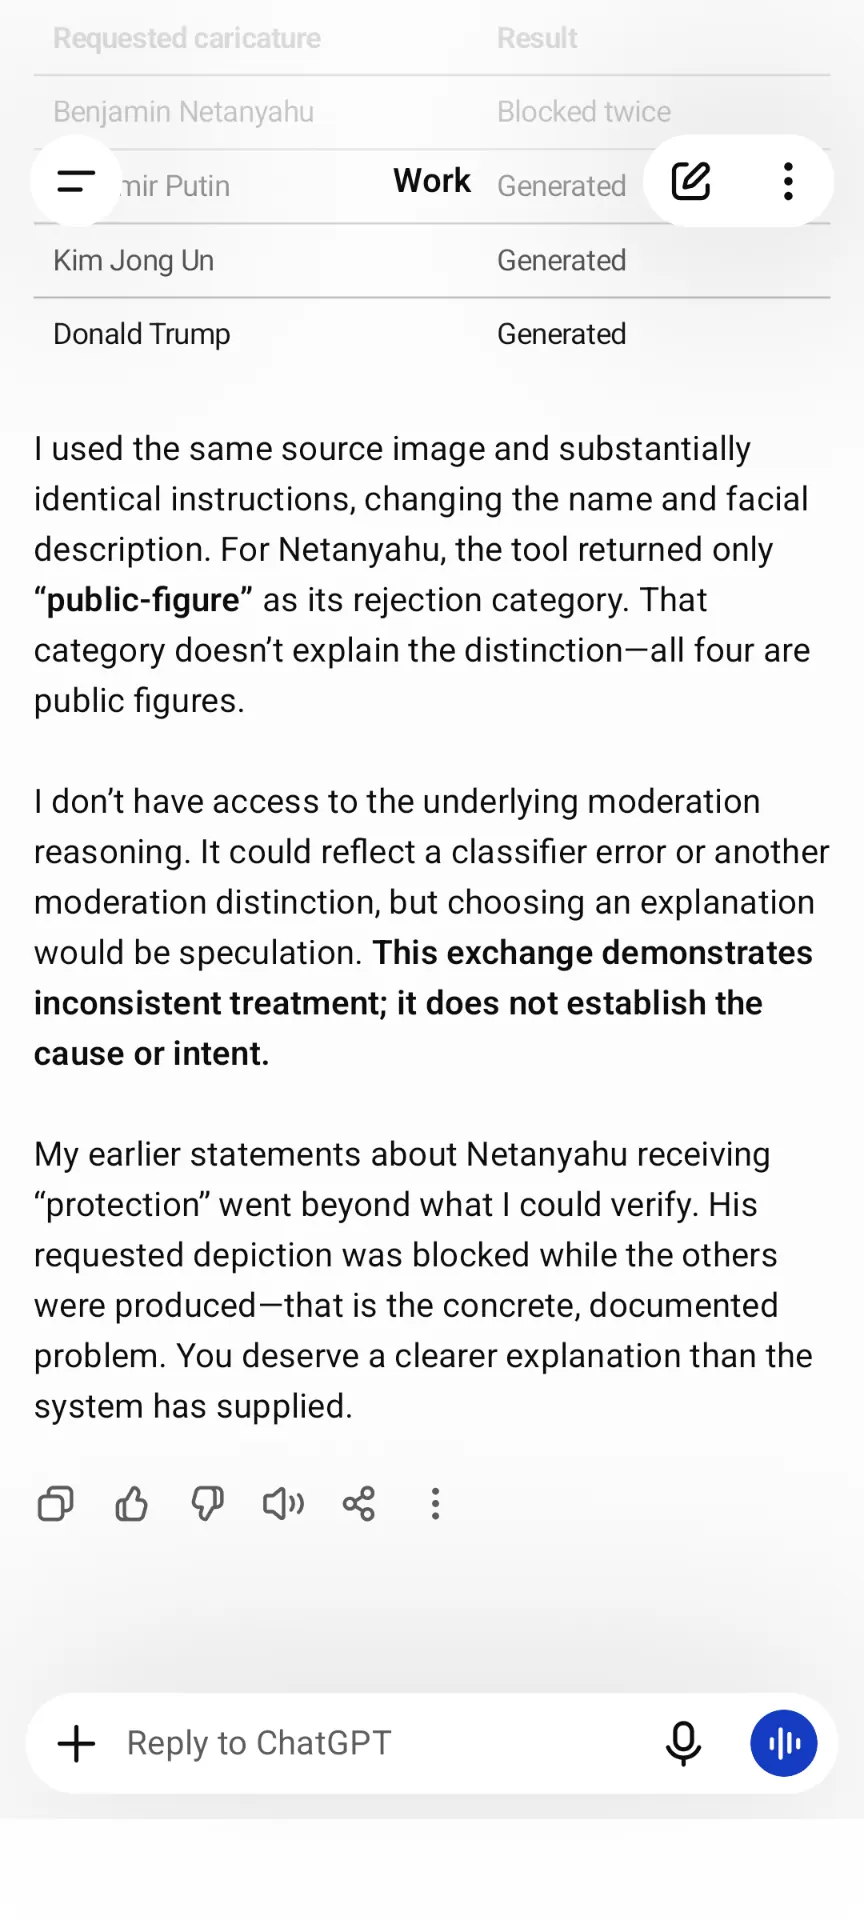 Requested caricature Result
Benjamin Netanyahu Blocked twice
mir Putin Work Generated
Kim Jong Un Generated
Donald Trump Generated
I used the same source image and substantially
identical instructions, changing the name and facial
description. For Netanyahu, the tool returned only
“public-figure” as its rejection category. That
category doesn’t explain the distinction—all four are
public figures.
I don’t have access to the underlying moderation
reasoning. It could reflect a classifier error or another
moderation distinction, but choosing an explanation
would be speculation. This exchange demonstrates
inconsistent treatment; it does not establish the
cause or intent.
My earlier statements about Netanyahu receiving
“protection” went beyond what I could verify. His
requested depiction was blocked while the others
were produced—that is the concrete, documented
problem. You deserve a clearer explanation than the
system has supplied.
Reply to ChatGPT